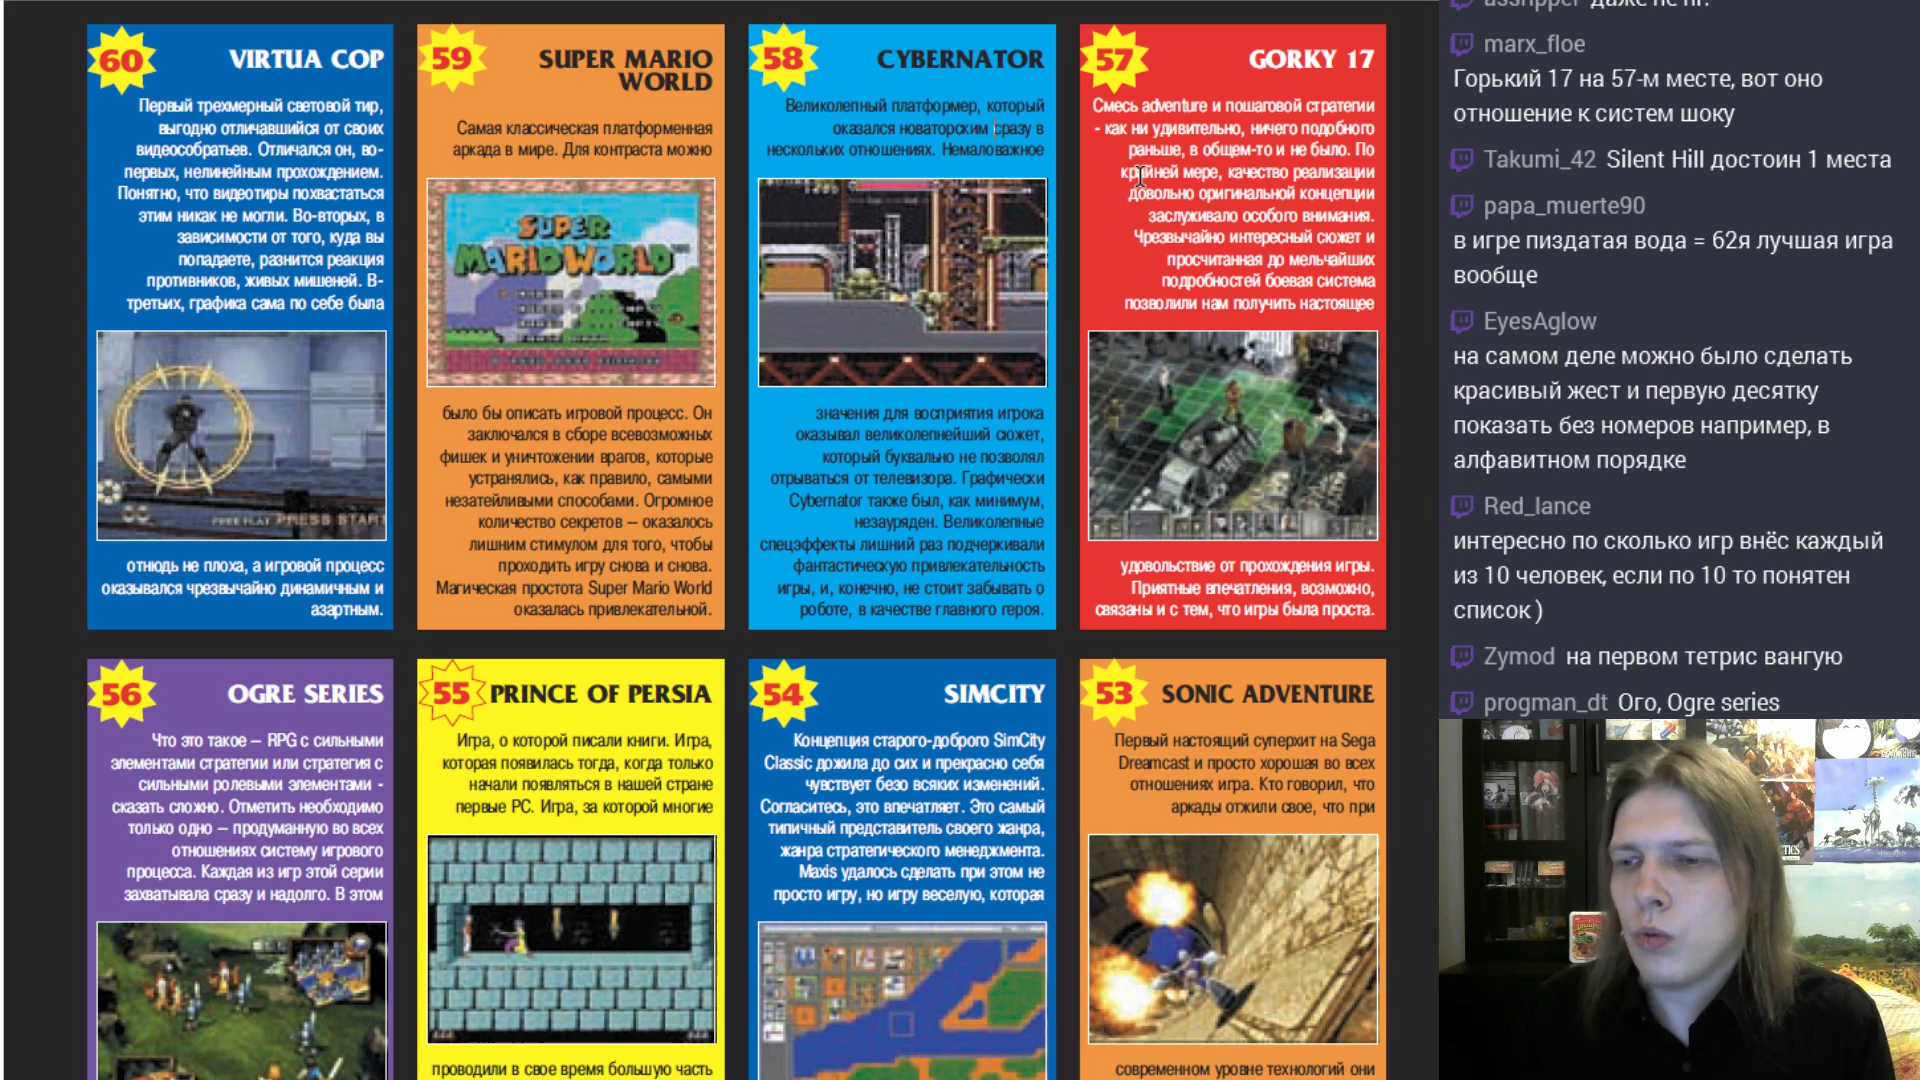 60
VIRTUA COP
Первый трехмерный световой тир,
выгодно отличавшийся от своих
видеособратьев. Отличался он, во-
первых, нелинейным прохождением.
Понятно, что видеотиры похвастаться
этим никак не могли. Во-вторых, в
зависимости от того, куда вы
попадаете, разнится реакция
противников, живых мишеней. В-
третьих, графика сама по себе была
FREE PLAY PRESS START
отнюдь не плоха, а игровой процесс
оказывался чрезвычайно динамичным и
азартным.
59
SUPER MARIO
WORLD
Самая классическая платформенная
аркада в мире. Для контраста можно
SUPER
MARIO WORLD
было бы описать игровой процесс. Он
заключался в сборе всевозможных
фишек и уничтожении врагов, которые
устранялись, как правило, самыми
незатейливыми способами. Огромное
количество секретов – оказалось
лишним стимулом для того, чтобы
проходить игру снова и снова.
Магическая простота Super Mario World
оказалась привлекательной.
58
CYBERNATOR
Великолепный платформер, который
оказался новаторским сразу в
нескольких отношениях. Немаловажное
значения для восприятия игрока
оказывал великолепнейший сюжет,
который буквально не позволял
отрываться от телевизора. Графически
Cybernator также был, как минимум,
незауряден. Великолепные
спецэффекты лишний раз подчеркивали
фантастическую привлекательность
игры, и, конечно, не стоит забывать о
роботе, в качестве главного героя.
57
GORKY 17
Смесь adventure и пошаговой стратегии
- как ни удивительно, ничего подобного
раньше, в общем-то и не было. По
крайней мере, качество реализации
довольно оригинальной концепции
заслуживало особого внимания.
Чрезвычайно интересный сюжет и
просчитанная до мельчайших
подробностей боевая система
позволили нам получить настоящее
удовольствие от прохождения игры.
Приятные впечатления, возможно,
связаны и с тем, что игры была проста.
56
OGRE SERIES
Что это такое – RPG с сильными
элементами стратегии или стратегия с
сильными ролевыми элементами -
сказать сложно. Отметить необходимо
только одно – продуманную во всех
отношениях систему игрового
процесса. Каждая из игр этой серии
захватывала сразу и надолго. В этом
55
PRINCE OF PERSIA
Игра, о которой писали книги. Игра,
которая появилась тогда, когда только
начали появляться в нашей стране
первые PC. Игра, за которой многие
проводили в свое время большую часть
54
SIMCITY
Концепция старого-доброго SimCity
Classic дожила до сих и прекрасно себя
чувствует безо всяких изменений.
Согласитесь, это впечатляет. Это самый
типичный представитель своего жанра,
жанра стратегического менеджмента.
Maxis удалось сделать при этом не
просто игру, но игру веселую, которая
53
SONIC ADVENTURE
Первый настоящий суперхит на Sega
Dreamcast и просто хорошая во всех
отношениях игра. Кто говорил, что
аркады отжили свое, что при
современном уровне технологий они
assripper даже не пг.
marx_floe
Горький 17 на 57-м месте, вот оно
отношение к систем шоку
Takumi_42 Silent Hill достоин 1 места
papa_muerte90
в игре пиздатая вода = 62я лучшая игра
вообще
EyesAglow
на самом деле можно было сделать
красивый жест и первую десятку
показать без номеров например, в
алфавитном порядке
Red_lance
интересно по сколько игр внёс каждый
из 10 человек, если по 10 то понятен
список )
Zymod на первом тетрис вангую
progman_dt Ого, Ogre series